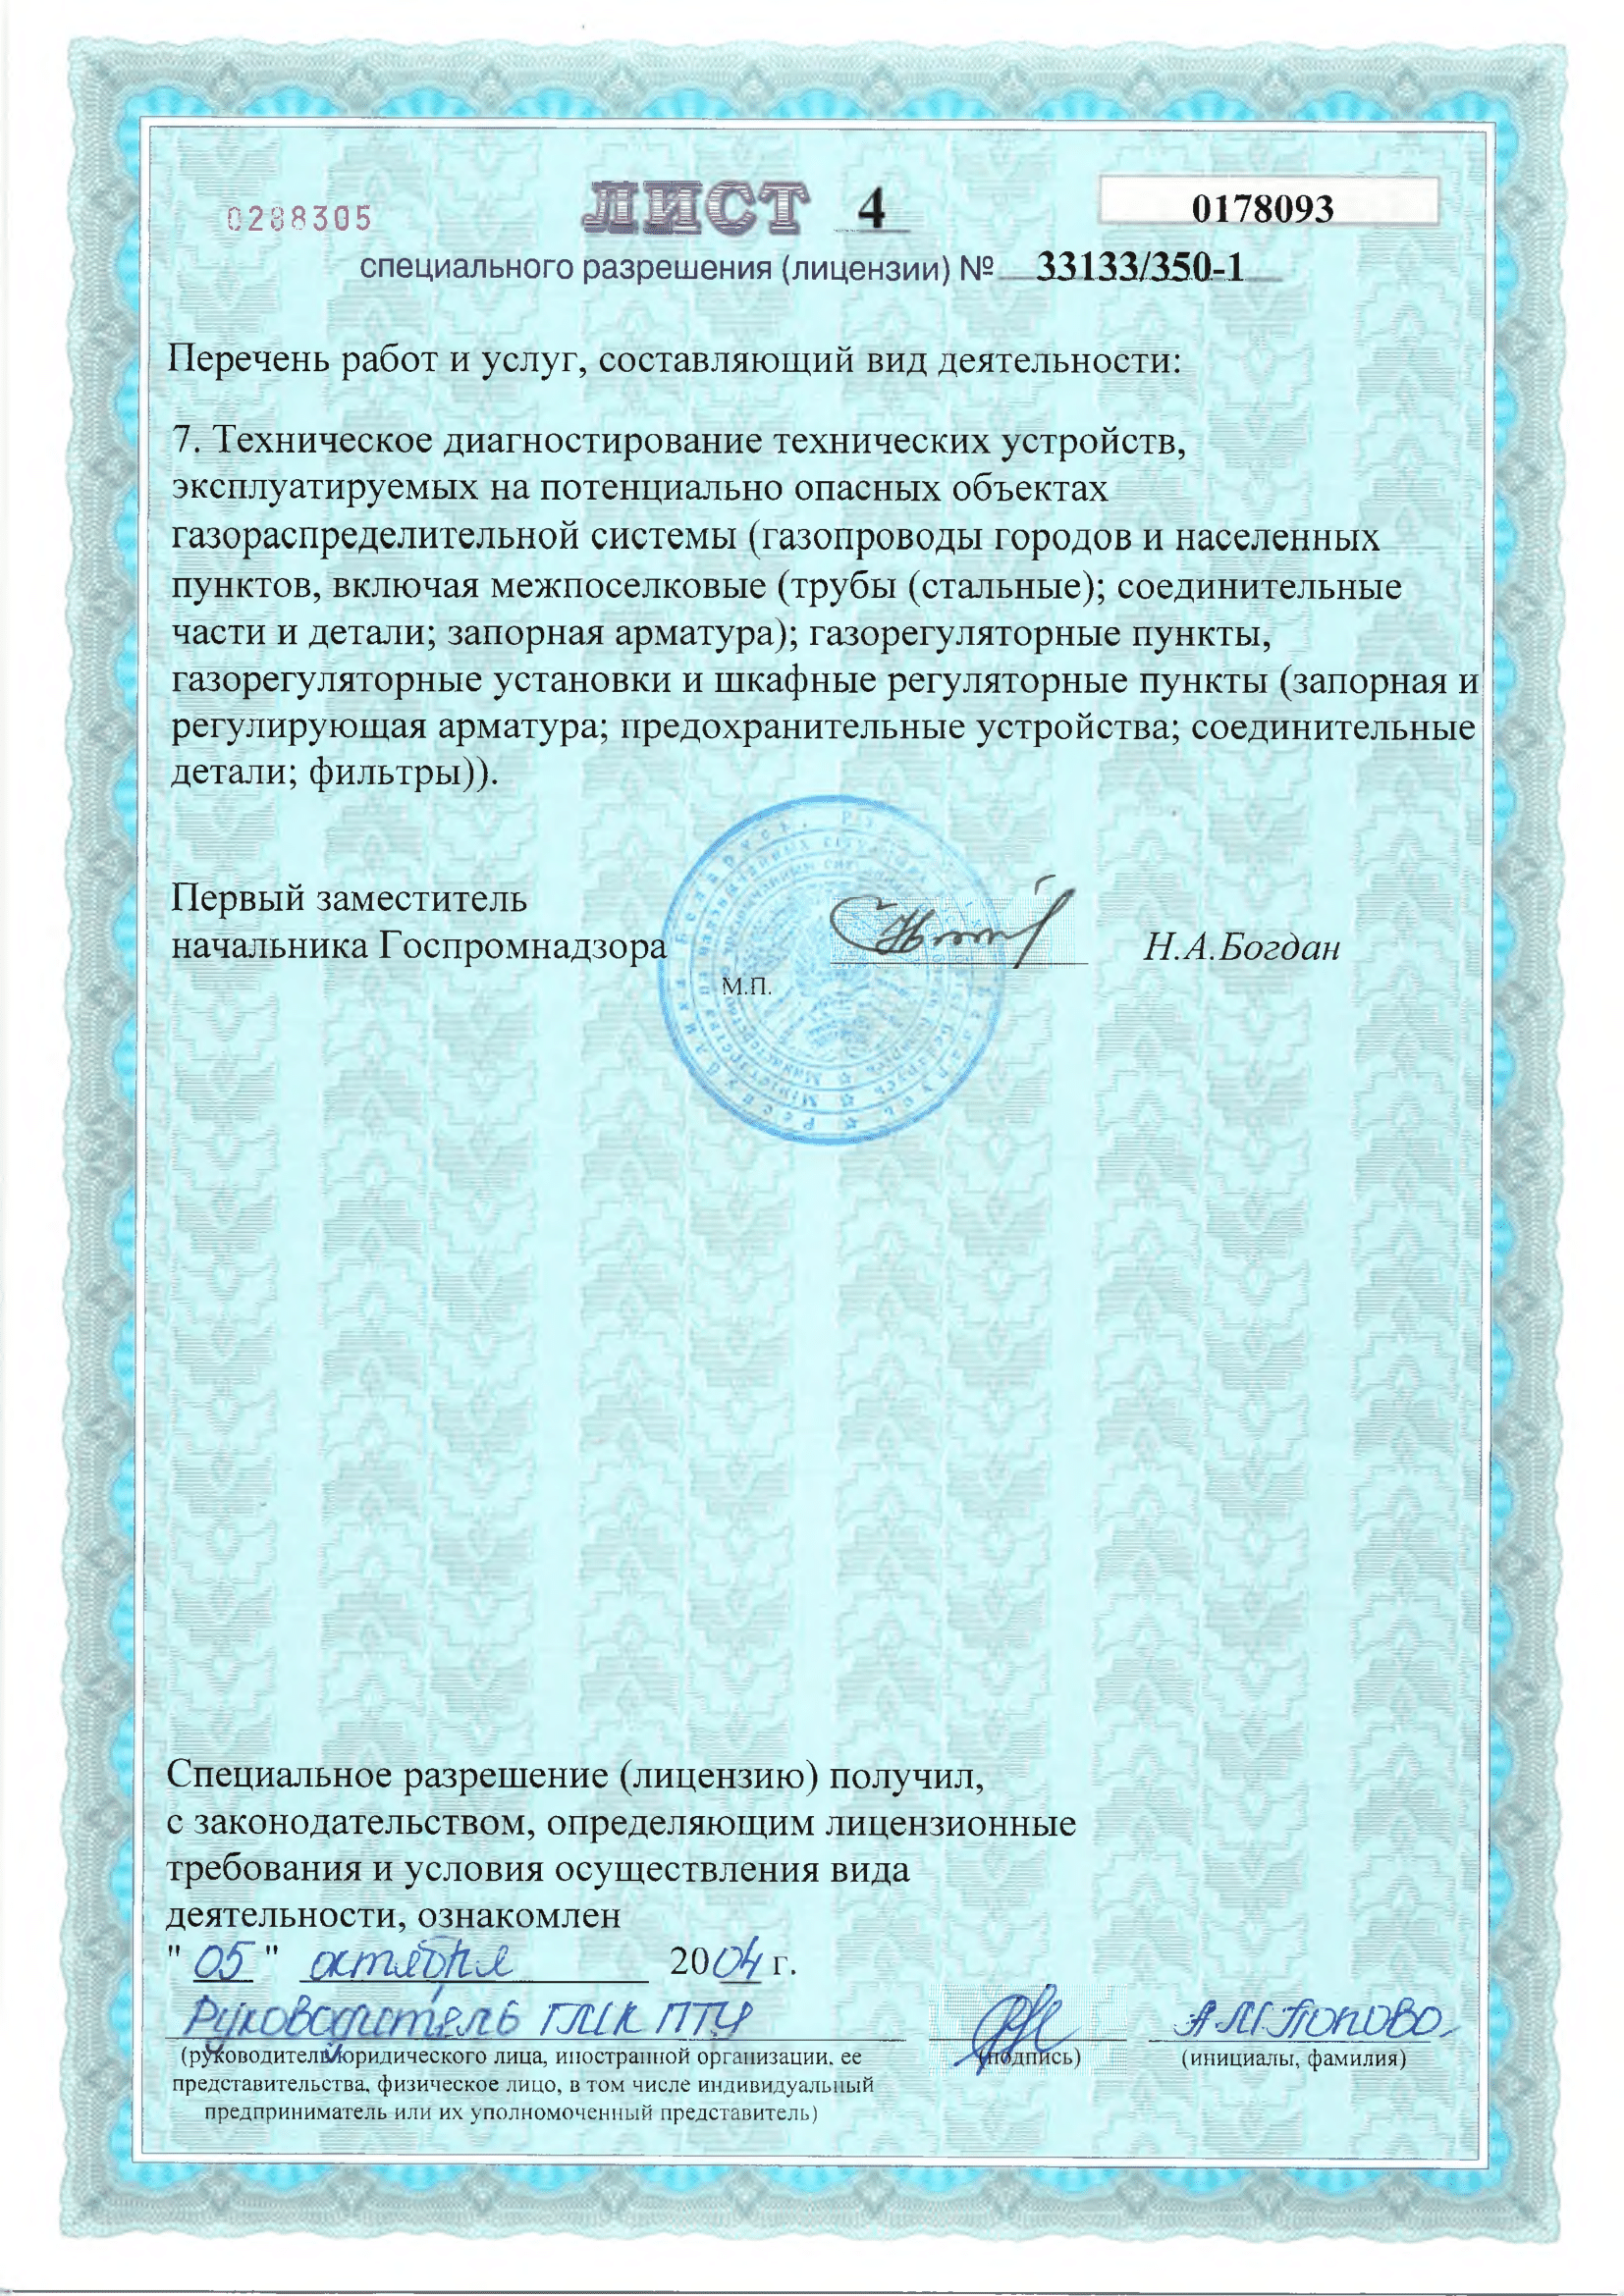 0288305
ЛИСТ 4
0178093
специального разрешения (лицензии) № 33133/350-1
Перечень работ и услуг, составляющий вид деятельности:
7. Техническое диагностирование технических устройств,
эксплуатируемых на потенциально опасных объектах
газораспределительной системы (газопроводы городов и населенных
пунктов, включая межпоселковые (трубы (стальные); соединительные
части и детали; запорная арматура); газорегуляторные пункты,
газорегуляторные установки и шкафные регуляторные пункты (запорная и
регулирующая арматура; предохранительные устройства; соединительные
детали; фильтры)).
Первый заместитель
начальника Госпромнадзора
Н.А.Богдан
М.П.
Специальное разрешение (лицензию) получил,
с законодательством, определяющим лицензионные
требования и условия осуществления вида
деятельности, ознакомлен
" 05 " октября 2004 г.
Руководитель
(руководитель юридического лица, иностранной организации, ее
представительства, физическое лицо, в том числе индивидуальный
предприниматель или их уполномоченный представитель)
(подпись)
(инициалы, фамилия)